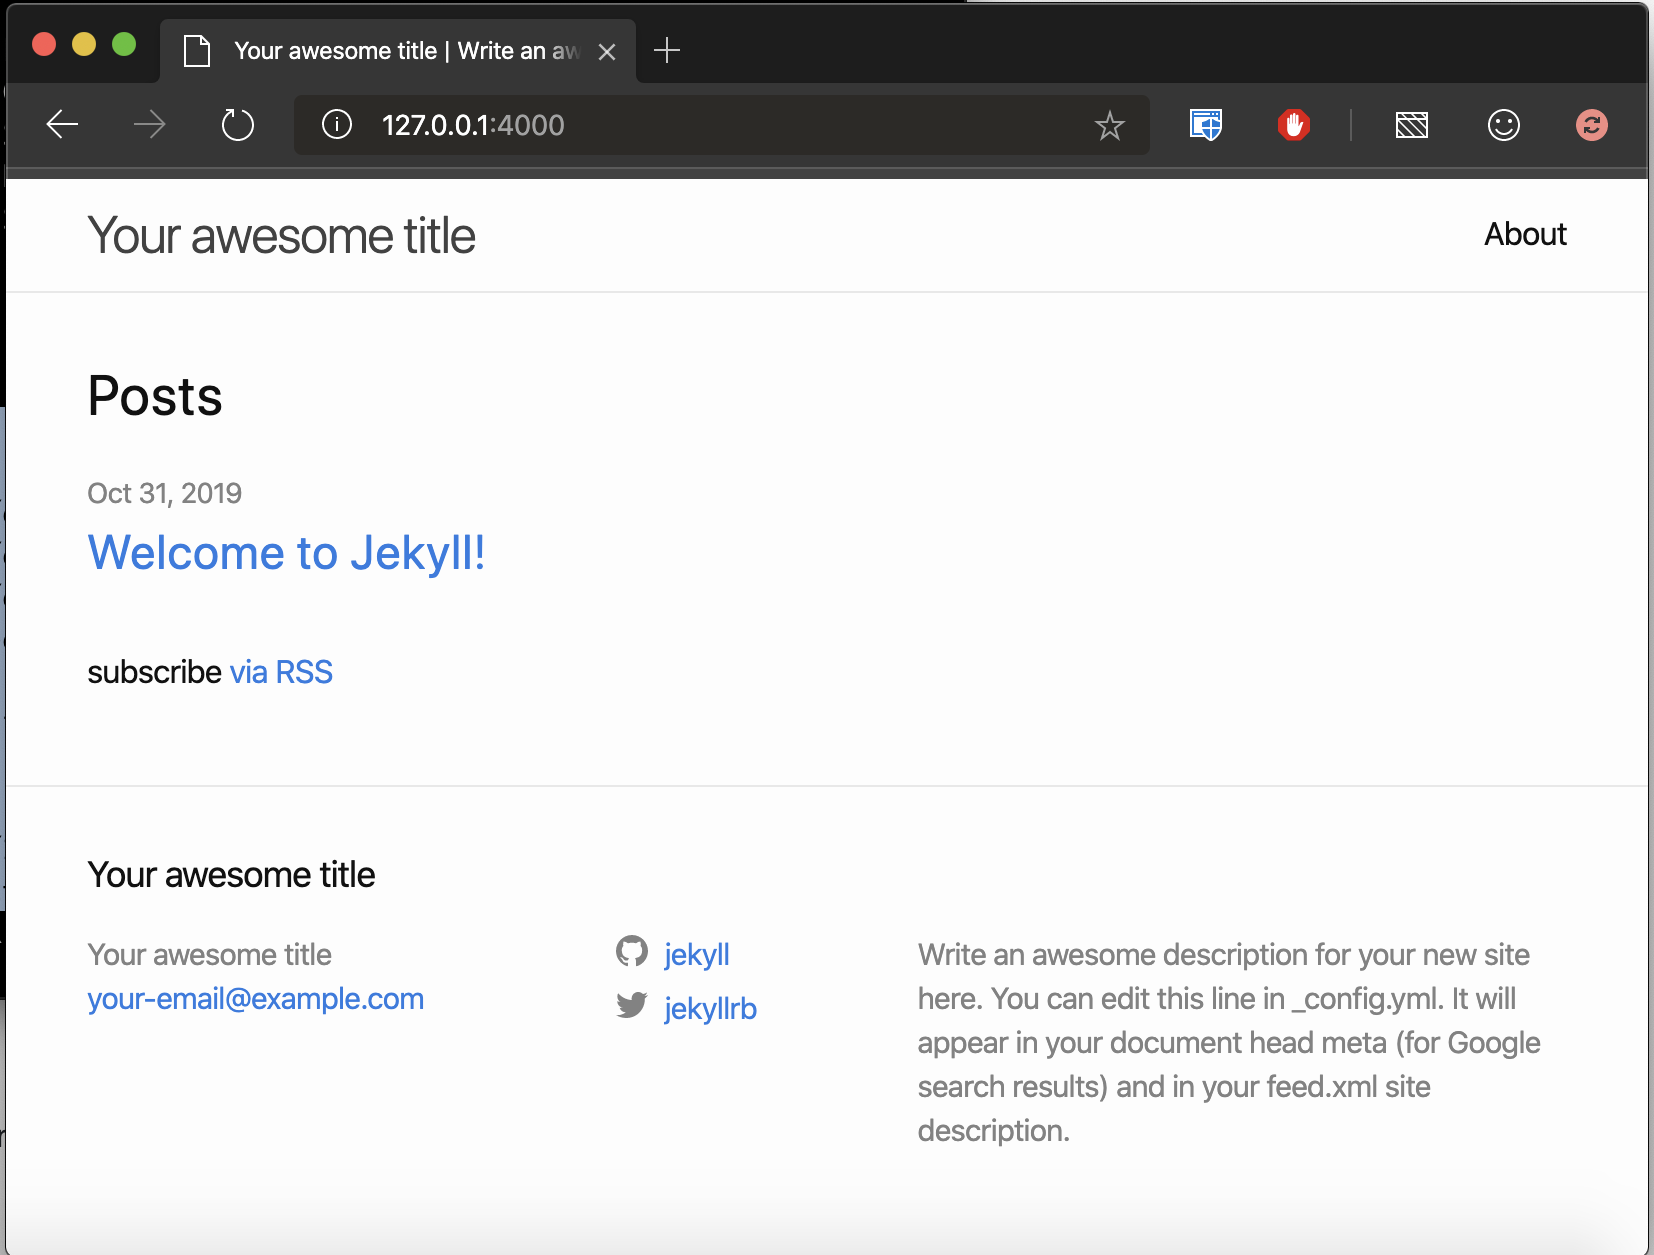 Your awesome title | Write an aw
127.0.0.1:4000
Your awesome title
About
Posts
Oct 31, 2019
Welcome to Jekyll!
subscribe via RSS
Your awesome title
Your awesome title
your-email@example.com
jekyll
jekyllrb
Write an awesome description for your new site
here. You can edit this line in _config.yml. It will
appear in your document head meta (for Google
search results) and in your feed.xml site
description.